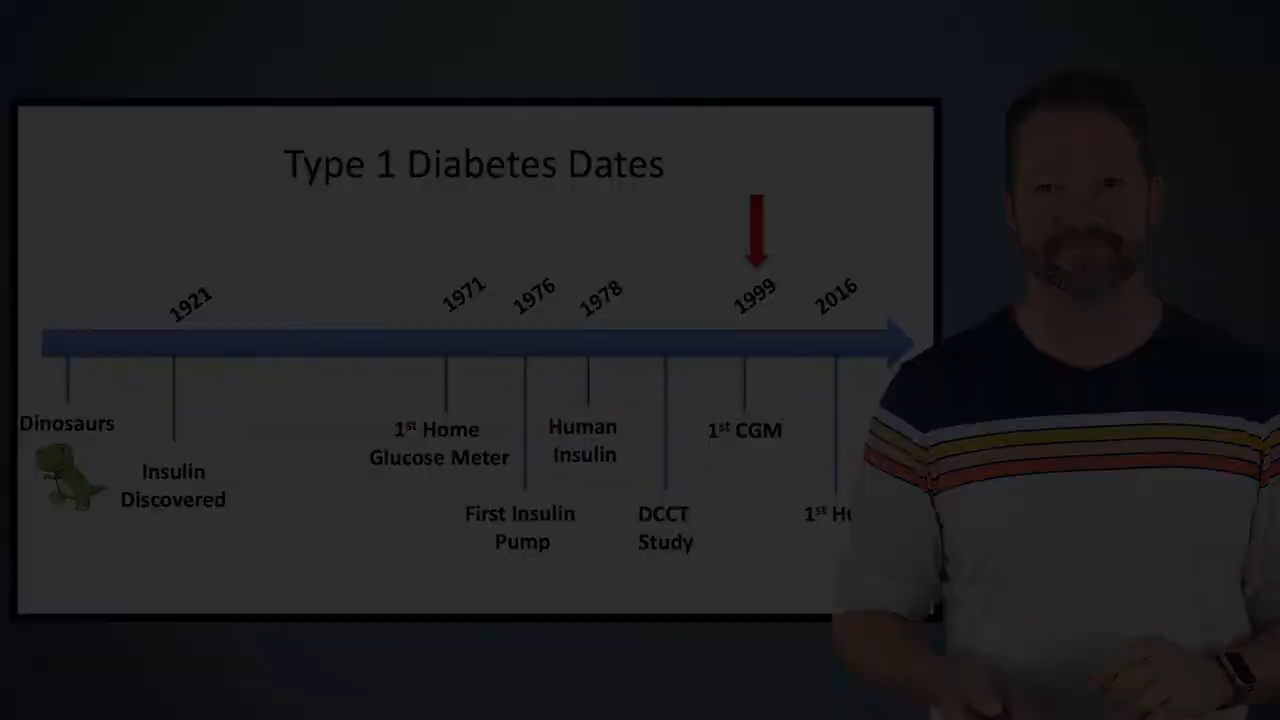 Type 1 Diabetes Dates
1921
1971
1976
1978
1999
2016
Dinosaurs
Insulin
Discovered
1st Home
Glucose Meter
First Insulin
Pump
Human
Insulin
DCCT
Study
1st CGM
1st